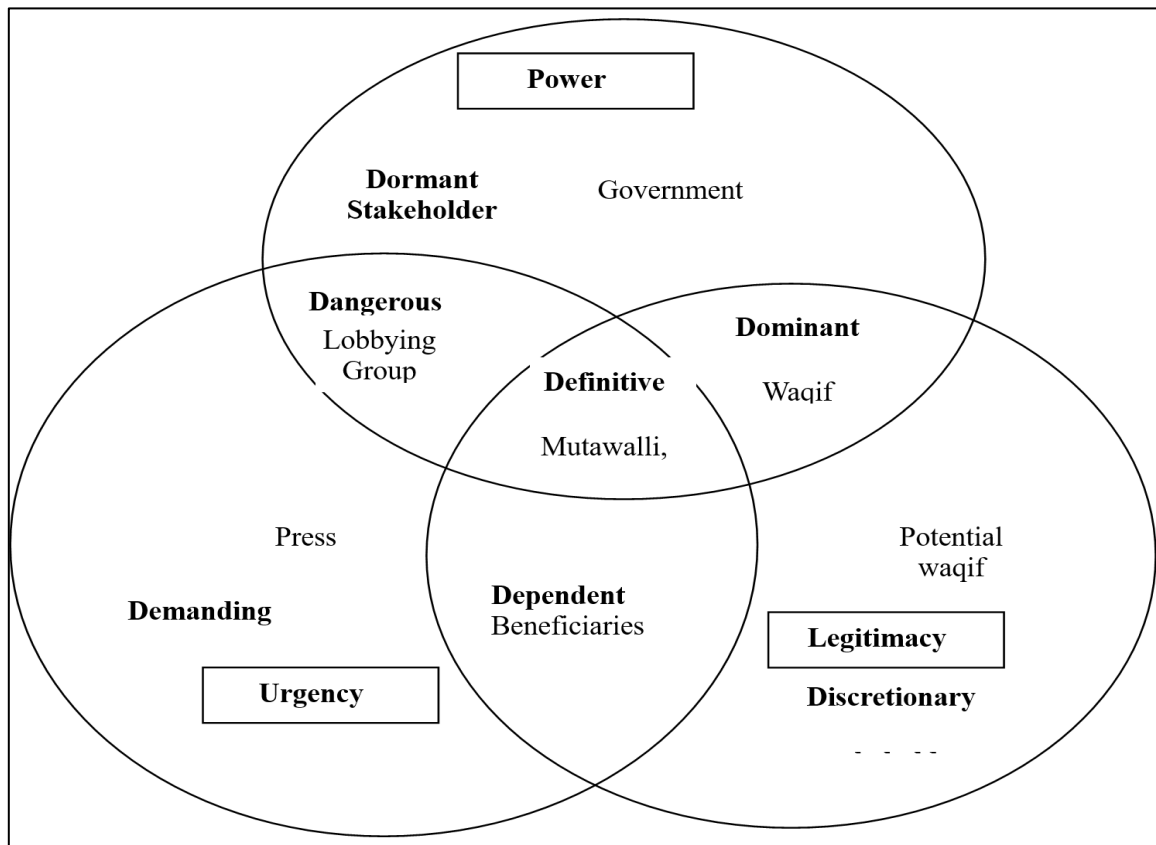 Power
Dormant
Stakeholder
Government
Dangerous
Lobbying
Group
Dominant
Waqif
Definitive
Mutawalli,
Press
Demanding
Urgency
Dependent
Beneficiaries
Potential
waqif
Legitimacy
Discretionary